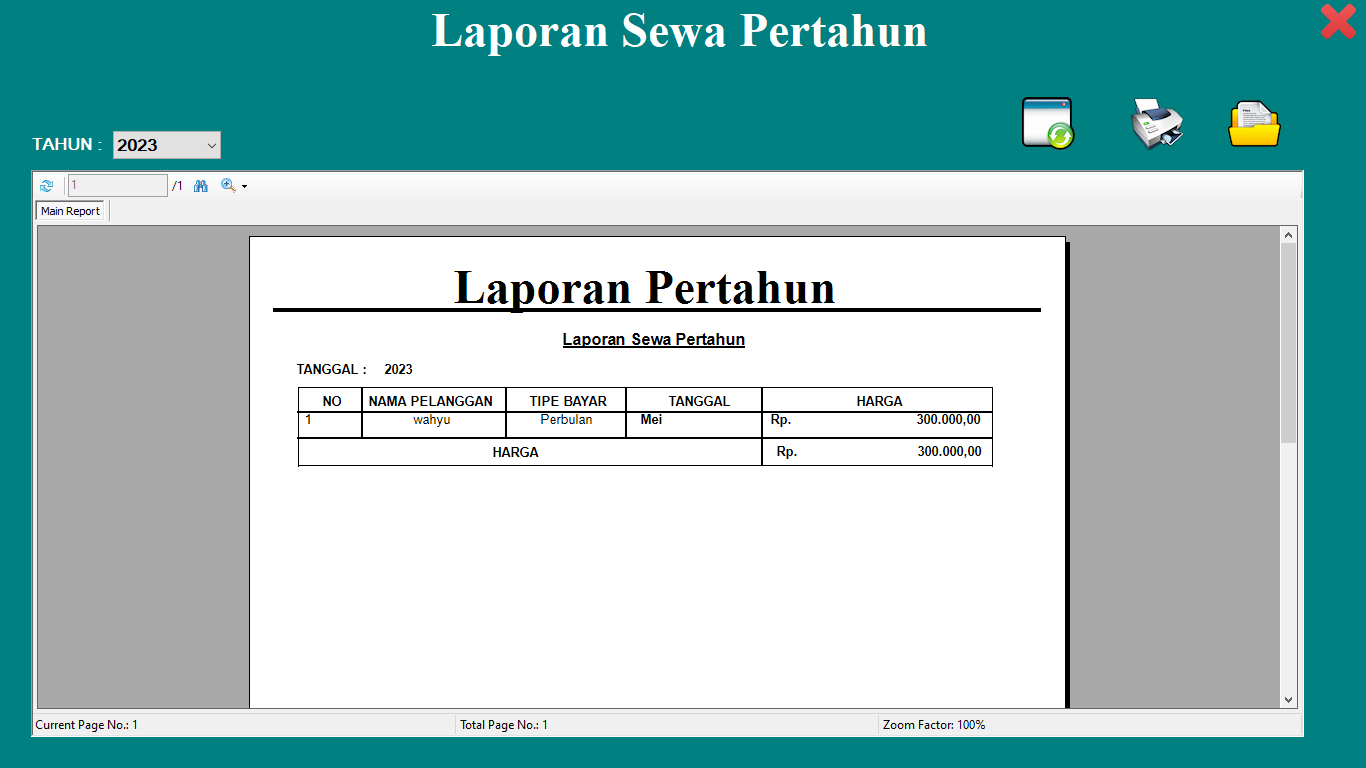 Laporan Sewa Pertahun
TAHUN : 2023
1 /1
Main Report
Laporan Pertahun
Laporan Sewa Pertahun
TANGGAL : 2023
NO NAMA PELANGGAN TIPE BAYAR TANGGAL HARGA
1 wahyu Perbulan Mei Rp. 300.000,00
HARGA Rp. 300.000,00
Current Page No.: 1 Total Page No.: 1 Zoom Factor: 100%